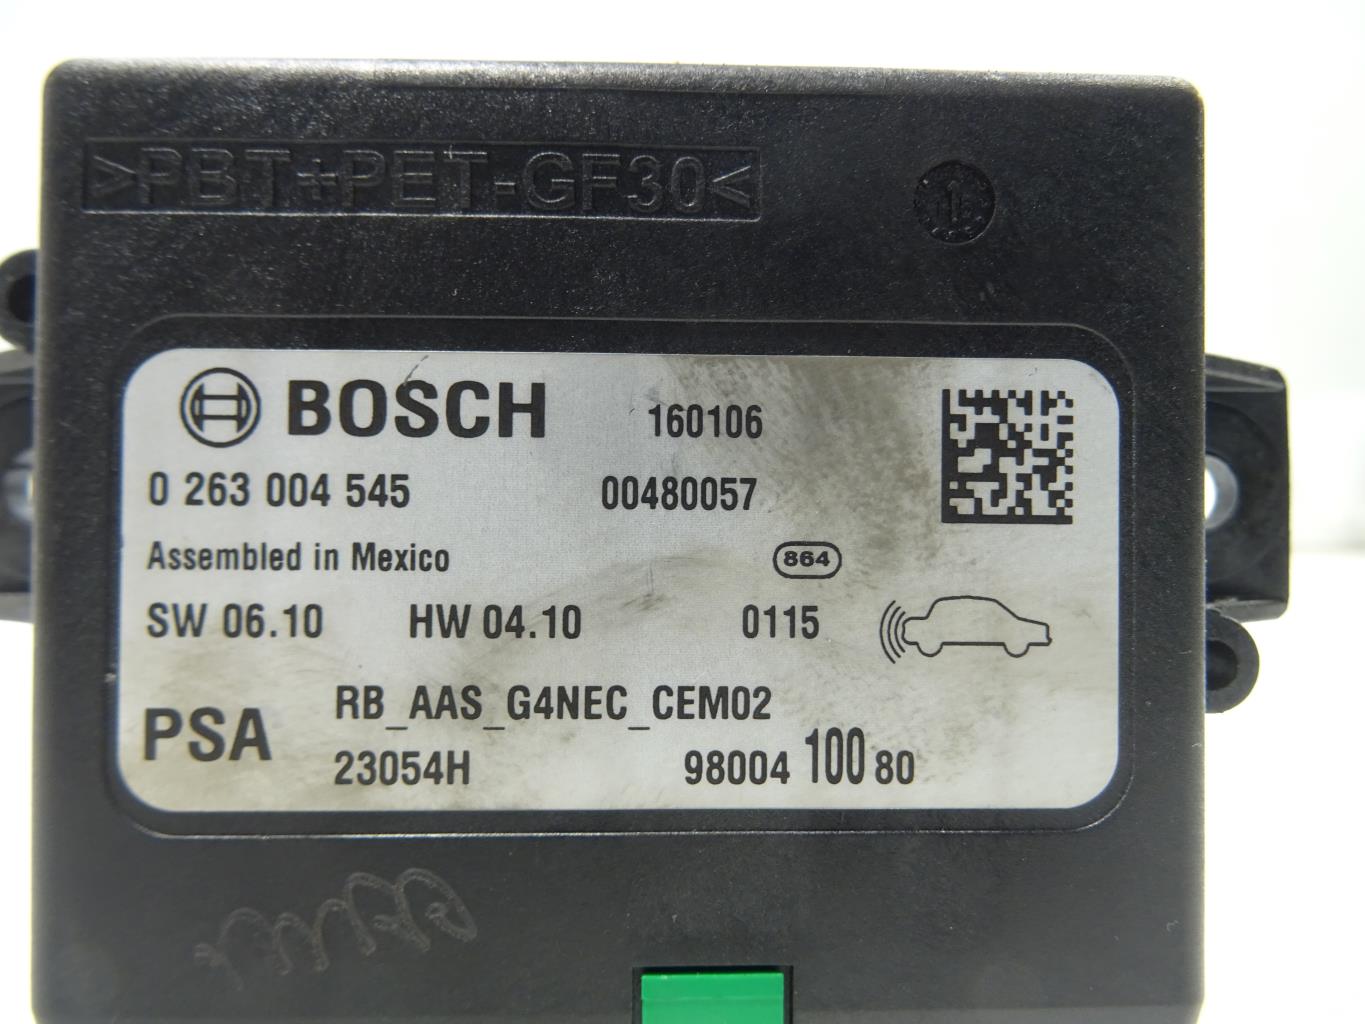 >PBT+PET-GF30<
BOSCH 160106
0 263 004 545 00480057
Assembled in Mexico 864
SW 06.10 HW 04.10 0115
RB_AAS_G4NEC_CEM02
PSA 23054H 98004 100 80